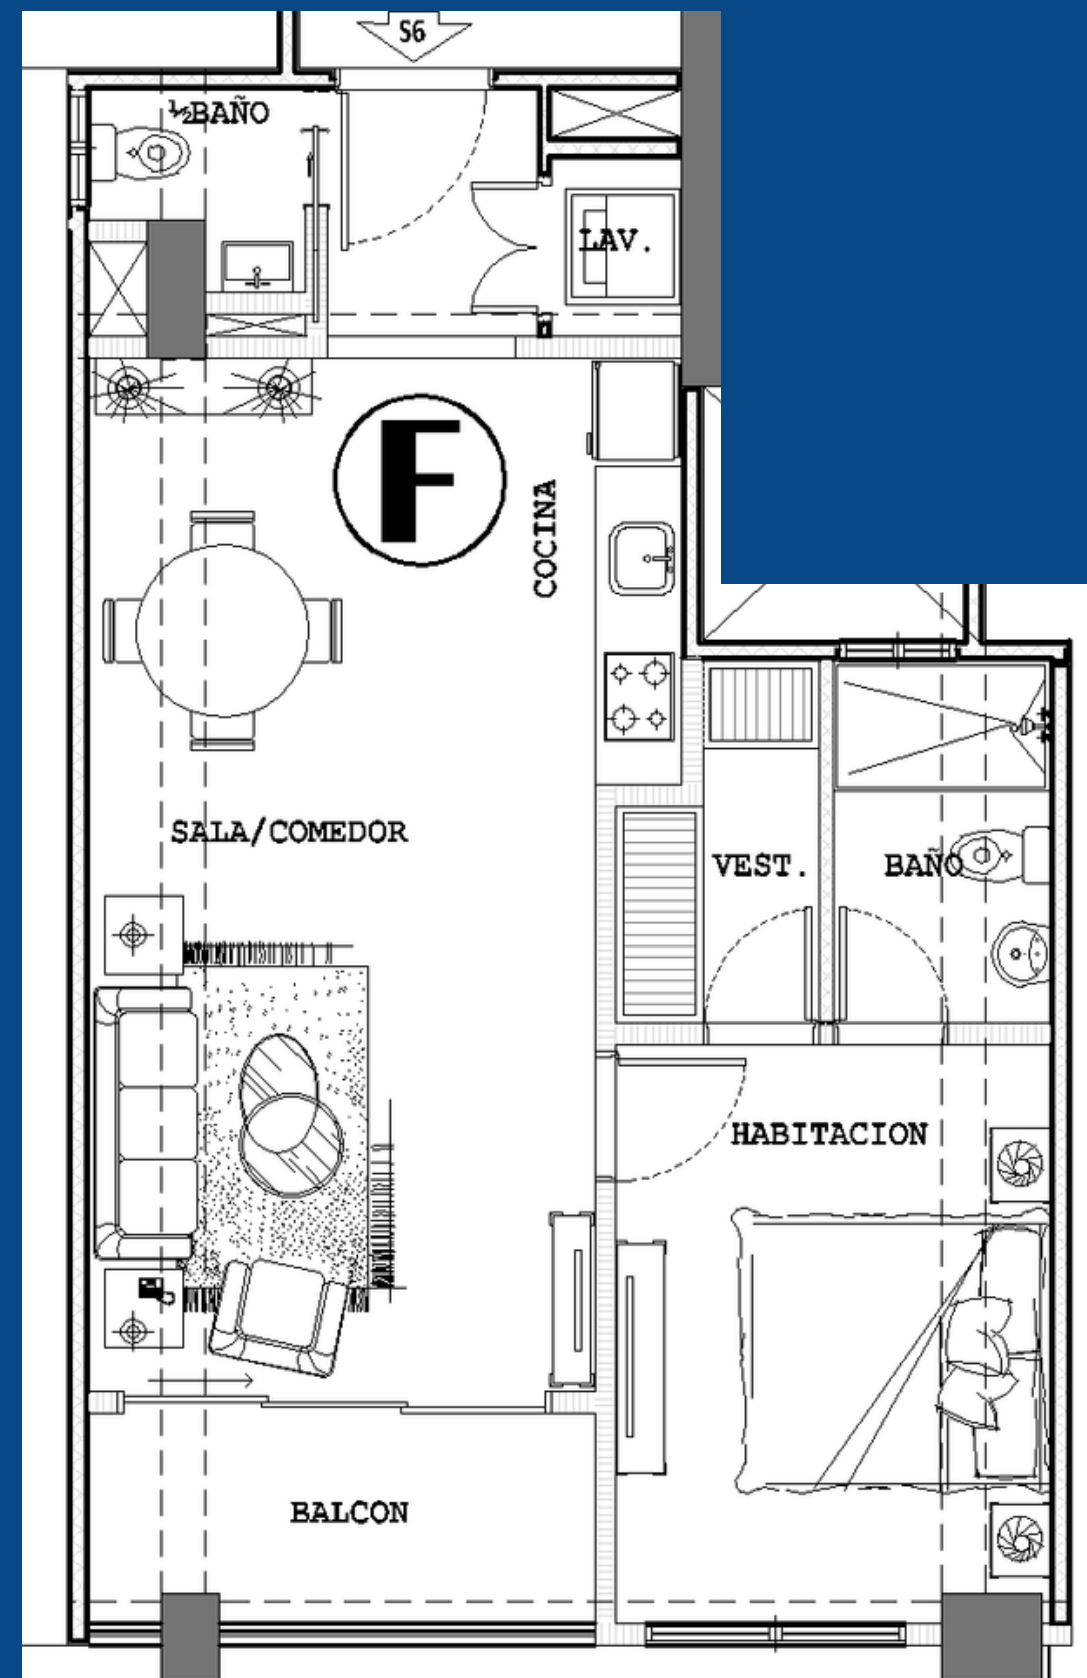 S6
½BAÑO
LAV.
F
COCINA
SALA/COMEDOR
VEST.
BAÑO
HABITACION
BALCON